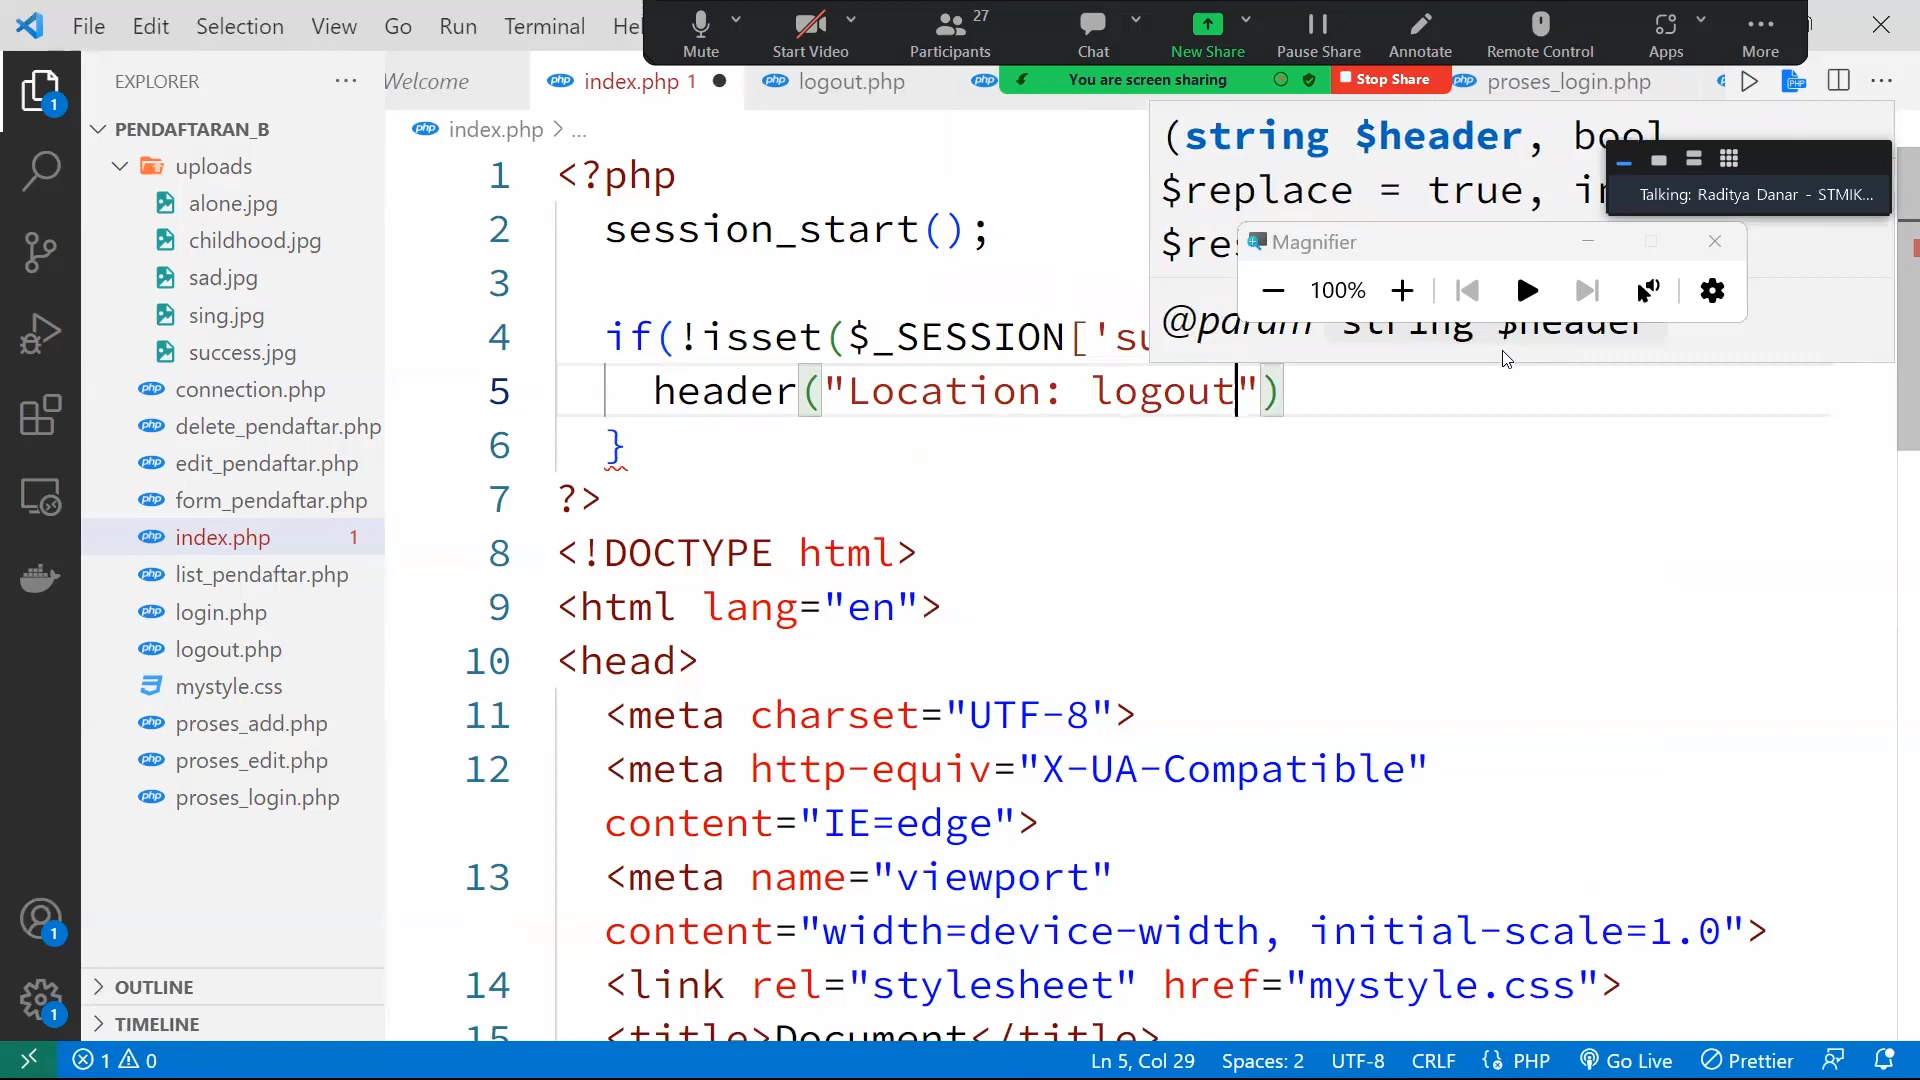 File Edit Selection View Go Run Terminal
Mute Start Video Participants 27 Chat New Share Pause Share Annotate Remote Control Apps More
EXPLORER
Welcome index.php 1 logout.php proses_login.php
You are screen sharing Stop Share
index.php > ...
PENDAFTARAN_B
uploads
alone.jpg
childhood.jpg
sad.jpg
sing.jpg
success.jpg
connection.php
delete_pendaftar.php
edit_pendaftar.php
form_pendaftar.php
index.php 1
list_pendaftar.php
login.php
logout.php
mystyle.css
proses_add.php
proses_edit.php
proses_login.php
OUTLINE
TIMELINE
1 <?php
2 session_start();
3
4 if(!isset($_SESSION['su
5 header("Location: logout")
6 }
7 ?>
8 <!DOCTYPE html>
9 <html lang="en">
10 <head>
11 <meta charset="UTF-8">
12 <meta http-equiv="X-UA-Compatible"
content="IE=edge">
13 <meta name="viewport"
content="width=device-width, initial-scale=1.0">
14 <link rel="stylesheet" href="mystyle.css">
15 <title>Document</title>
(string $header, bool
$replace = true,
Talking: Raditya Danar - STMIK...
Magnifier
100%
@param string $header
1 0
Ln 5, Col 29 Spaces: 2 UTF-8 CRLF PHP Go Live Prettier